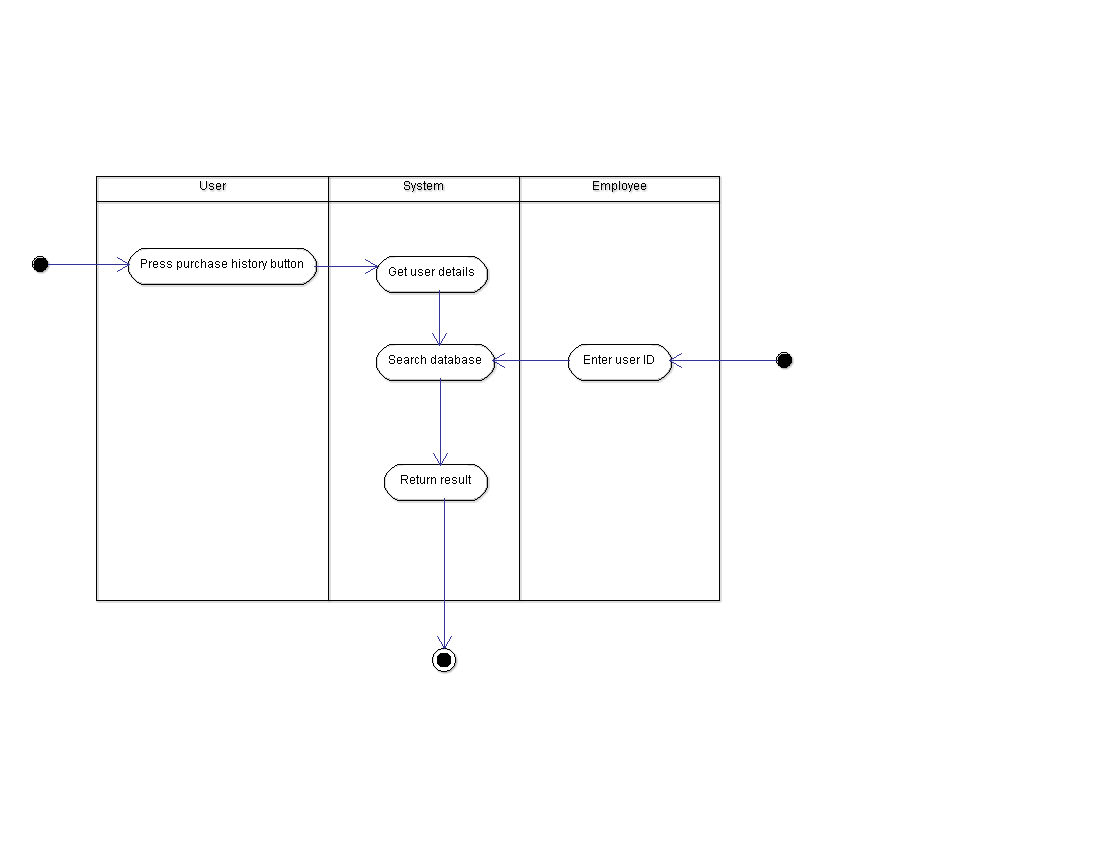 User
System
Employee
Press purchase history button
Get user details
Search database
Enter user ID
Return result